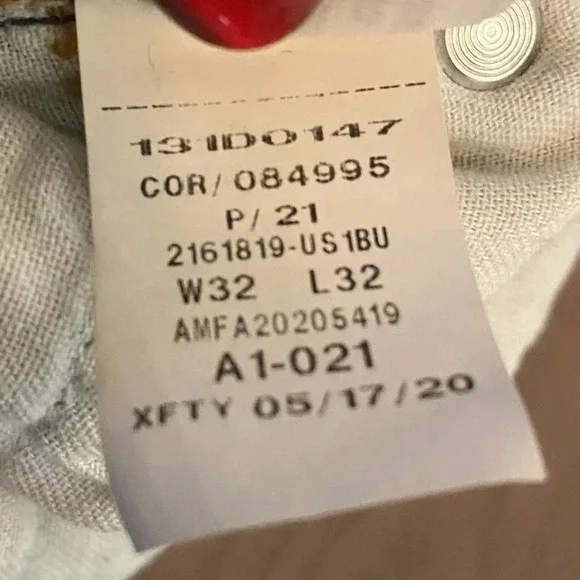 131D0147
COR/084995
P/ 21
2161819-US1BU
W32 L32
AMFA20205419
A1-021
XFTY 05/17/20